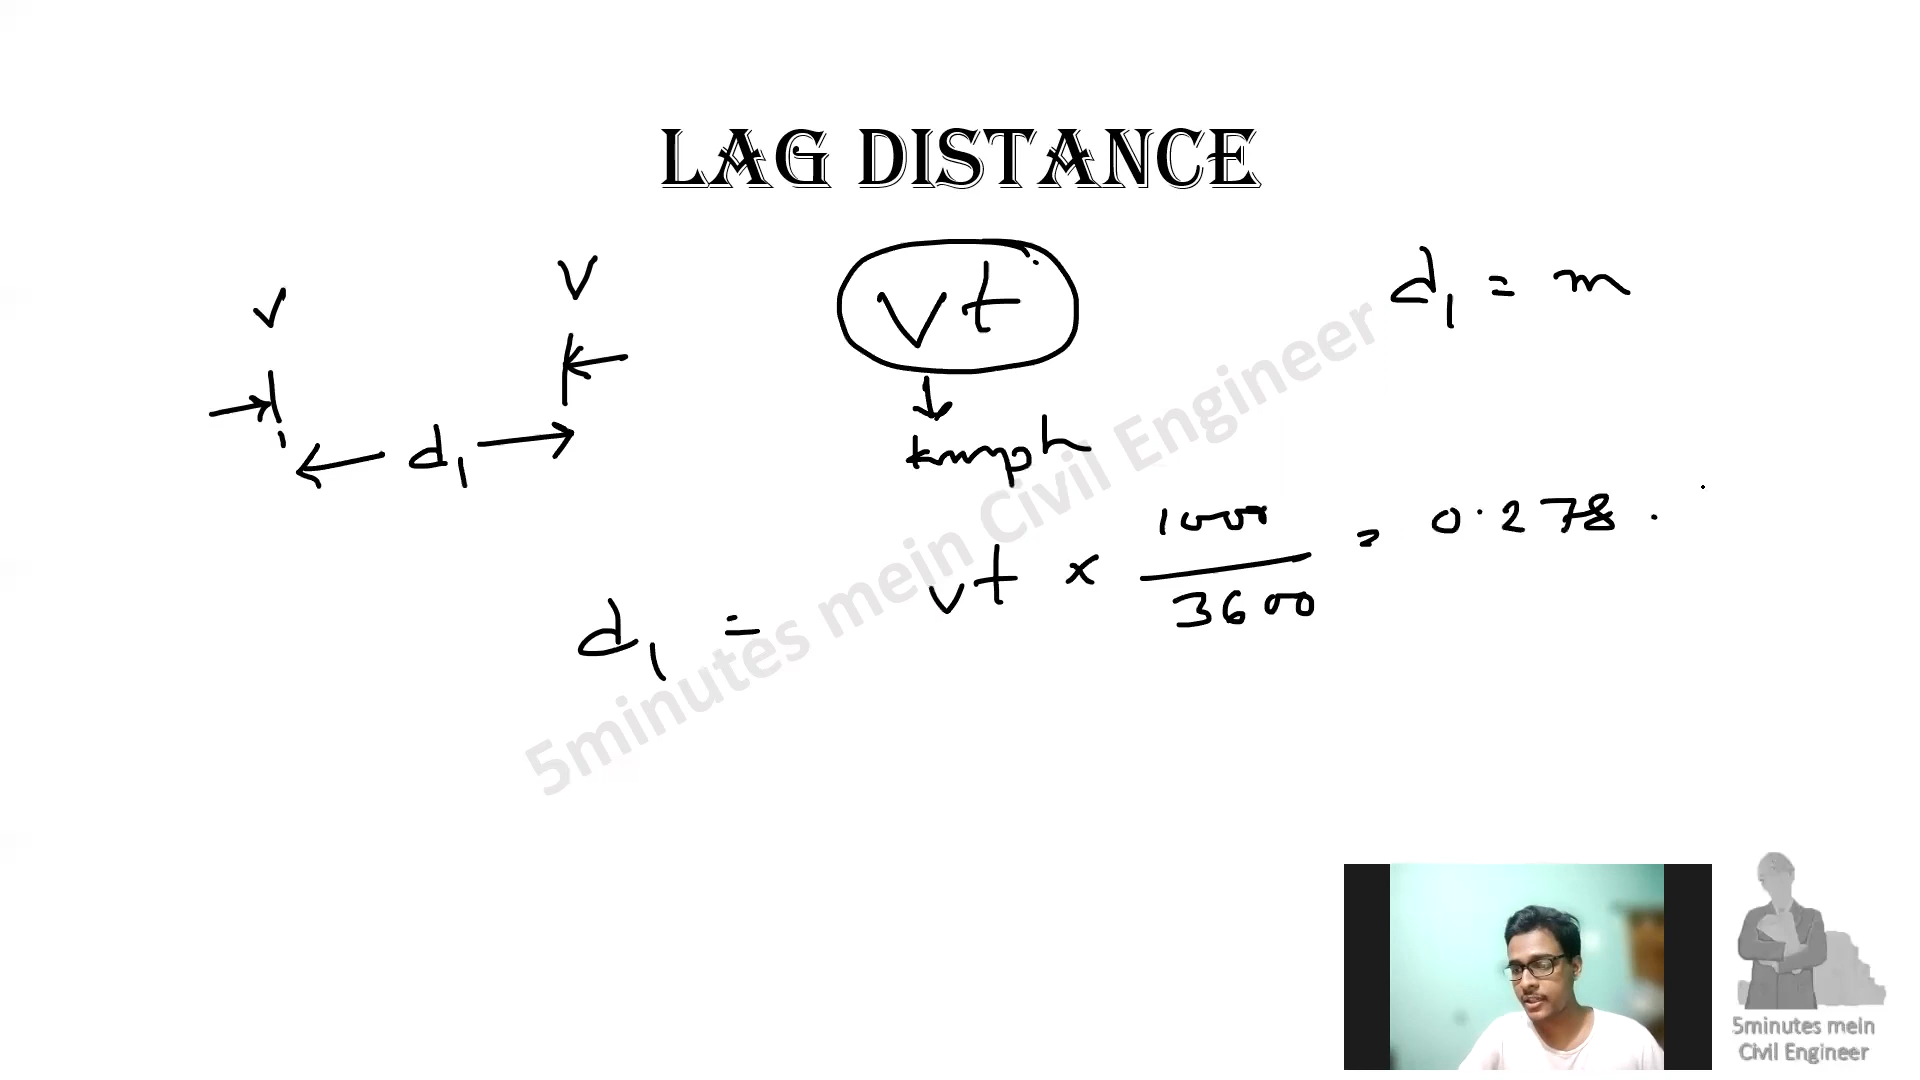 LAG DISTANCE
v
v
vt
d₁ = m
d₁
kmph
d₁ = vt × 1000/3600 = 0.278 .
5minutes mein Civil Engineer
5minutes mein
Civil Engineer